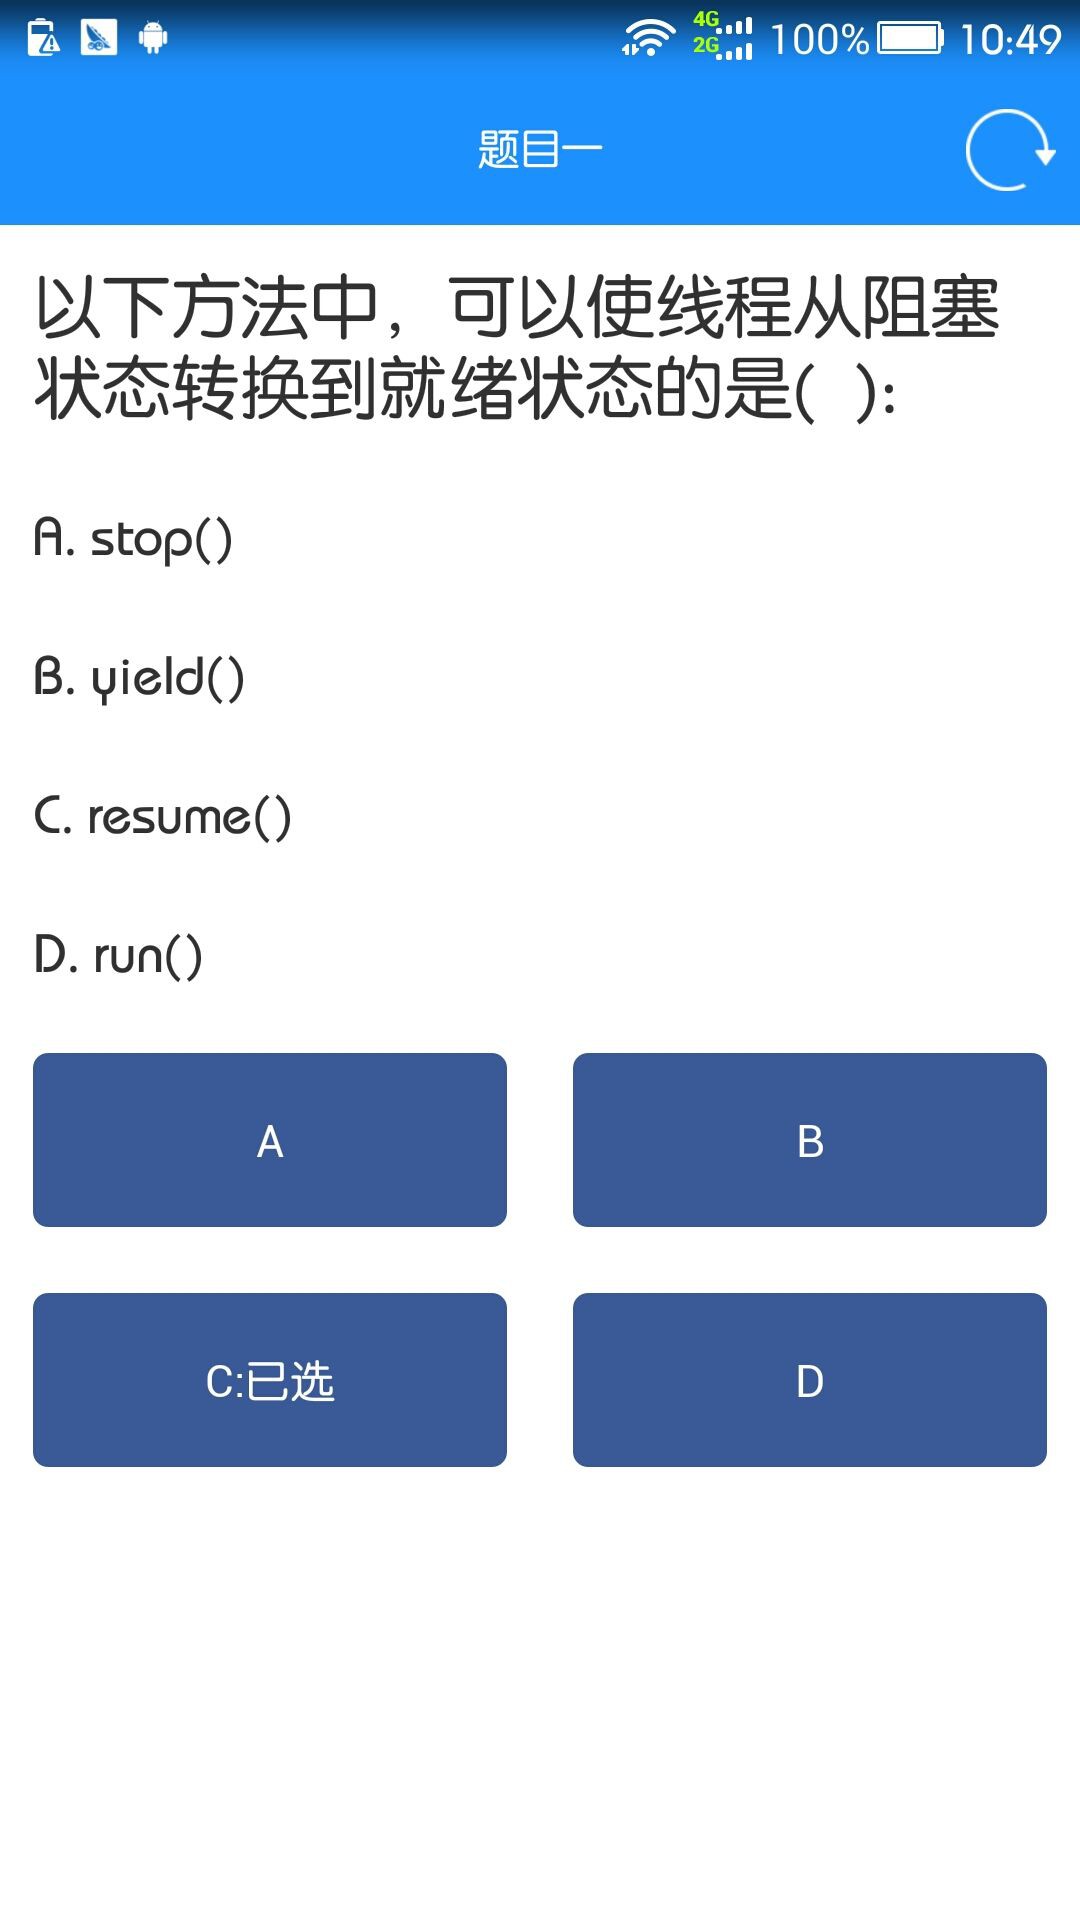 4G
2G
100%
10:49
题目一
以下方法中，可以使线程从阻塞
状态转换到就绪状态的是( ):
A. stop()
B. yield()
C. resume()
D. run()
A
B
C:已选
D